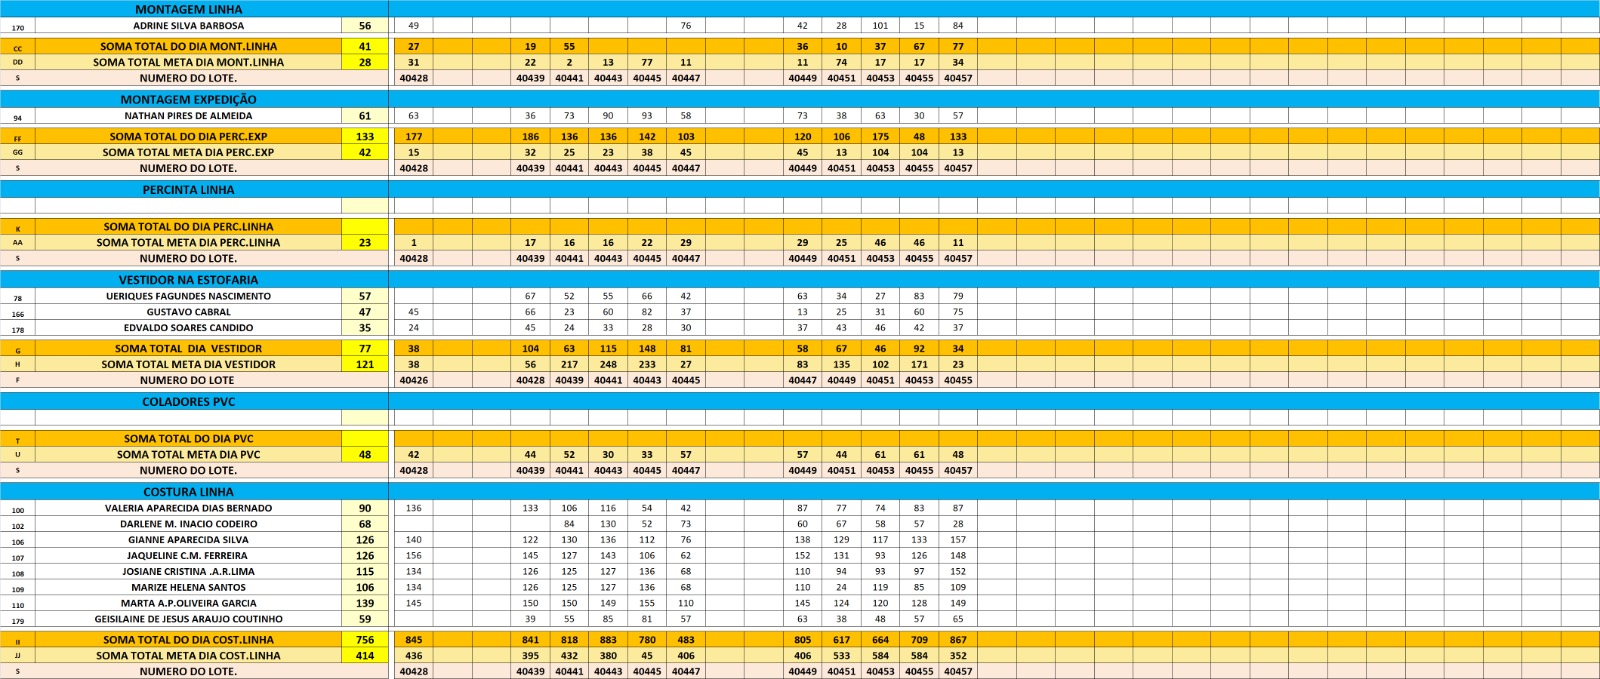 MONTAGEM LINHA
170 ADRINE SILVA BARBOSA 56 49 76 42 28 101 15 84
CC SOMA TOTAL DO DIA MONT.LINHA 41 27 19 55 36 10 37 67 77
DD SOMA TOTAL META DIA MONT.LINHA 28 31 22 2 13 77 11 11 74 17 17 34
S NUMERO DO LOTE. 40428 40439 40441 40443 40445 40447 40449 40451 40453 40455 40457
MONTAGEM EXPEDIÇÃO
94 NATHAN PIRES DE ALMEIDA 61 63 36 73 90 93 58 73 38 63 30 57
FF SOMA TOTAL DO DIA PERC.EXP 133 177 186 136 136 142 103 120 106 175 48 133
GG SOMA TOTAL META DIA PERC.EXP 42 15 32 25 23 38 45 45 13 104 104 13
S NUMERO DO LOTE. 40428 40439 40441 40443 40445 40447 40449 40451 40453 40455 40457
PERCINTA LINHA
K SOMA TOTAL DO DIA PERC.LINHA
AA SOMA TOTAL META DIA PERC.LINHA 23 1 17 16 16 22 29 29 25 46 46 11
S NUMERO DO LOTE. 40428 40439 40441 40443 40445 40447 40449 40451 40453 40455 40457
VESTIDOR NA ESTOFARIA
78 UERIQUES FAGUNDES NASCIMENTO 57 67 52 55 66 42 63 34 27 83 79
166 GUSTAVO CABRAL 47 45 66 23 60 82 37 13 25 31 60 75
178 EDVALDO SOARES CANDIDO 35 24 45 24 33 28 30 37 43 46 42 37
G SOMA TOTAL DIA VESTIDOR 77 38 104 63 115 148 81 58 67 46 92 34
H SOMA TOTAL META DIA VESTIDOR 121 38 56 217 248 233 27 83 135 102 171 23
F NUMERO DO LOTE 40426 40428 40439 40441 40443 40445 40447 40449 40451 40453 40455
COLADORES PVC
T SOMA TOTAL DO DIA PVC
U SOMA TOTAL META DIA PVC 48 42 44 52 30 33 57 57 44 61 61 48
S NUMERO DO LOTE. 40428 40439 40441 40443 40445 40447 40449 40451 40453 40455 40457
COSTURA LINHA
100 VALERIA APARECIDA DIAS BERNADO 90 136 133 106 116 54 42 87 77 74 83 87
102 DARLENE M. INACIO CODEIRO 68 84 130 52 73 60 67 58 57 28
106 GIANNE APARECIDA SILVA 126 140 122 130 136 112 76 138 129 117 133 157
107 JAQUELINE C.M. FERREIRA 126 156 145 127 143 106 62 152 131 93 126 148
108 JOSIANE CRISTINA .A.R.LIMA 115 134 126 125 127 136 68 110 94 93 97 152
109 MARIZE HELENA SANTOS 106 134 126 125 127 136 68 110 24 119 85 109
110 MARTA A.P.OLIVEIRA GARCIA 139 145 150 150 149 155 110 145 124 120 128 149
179 GEISILAINE DE JESUS ARAUJO COUTINHO 59 39 55 85 81 57 63 38 48 57 65
II SOMA TOTAL DO DIA COST.LINHA 756 845 841 818 883 780 483 805 617 664 709 867
JJ SOMA TOTAL META DIA COST.LINHA 414 436 395 432 380 45 406 406 533 584 584 352
S NUMERO DO LOTE. 40428 40439 40441 40443 40445 40447 40449 40451 40453 40455 40457